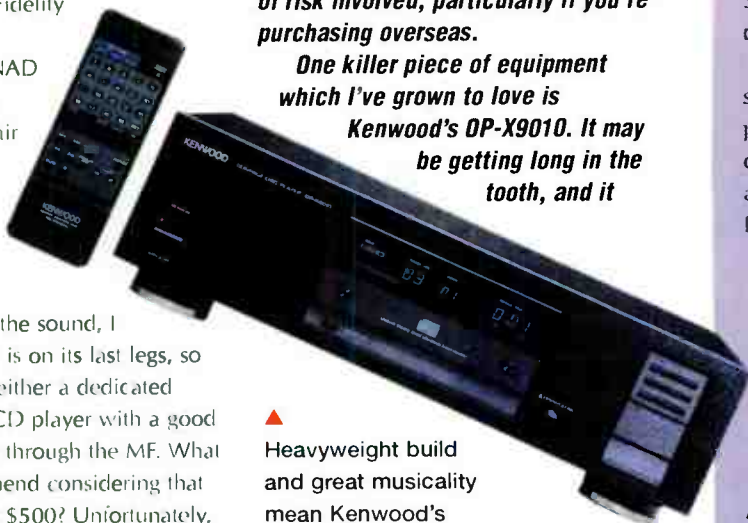 fidelity
NAD
air
the sound, I
is on its last legs, so
either a dedicated
CD player with a good
through the MF. What
mend considering that
$500? Unfortunately,
of risk involved, particularly if you're
purchasing overseas.
One killer piece of equipment
which I've grown to love is
Kenwood's DP-X9010. It may
be getting long in the
tooth, and it
KENWOOD
KENWOOD
▲
Heavyweight build
and great musicality
mean Kenwood's